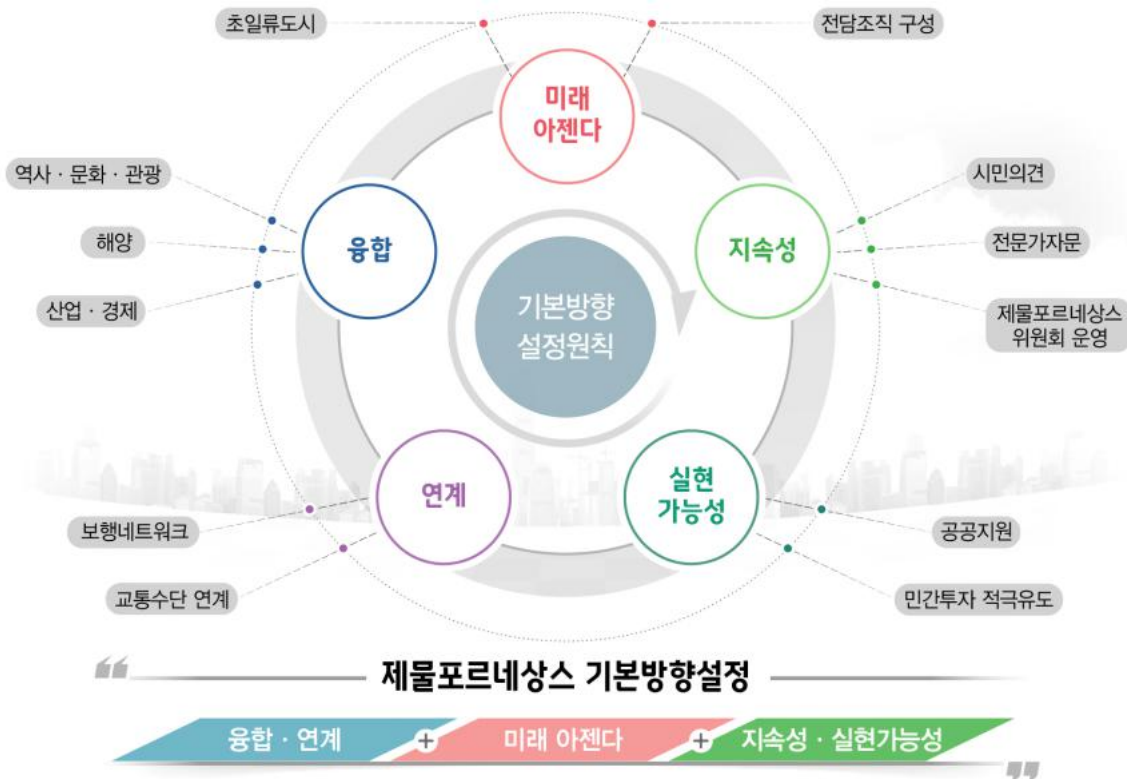 초일류도시
전담조직 구성
미래
아젠다
역사 · 문화 · 관광
해양
산업 · 경제
융합
시민의견
전문가자문
제물포르네상스
위원회 운영
지속성
기본방향
설정원칙
연계
보행네트워크
교통수단 연계
실현
가능성
공공지원
민간투자 적극유도
제물포르네상스 기본방향설정
융합 · 연계 + 미래 아젠다 + 지속성 · 실현가능성